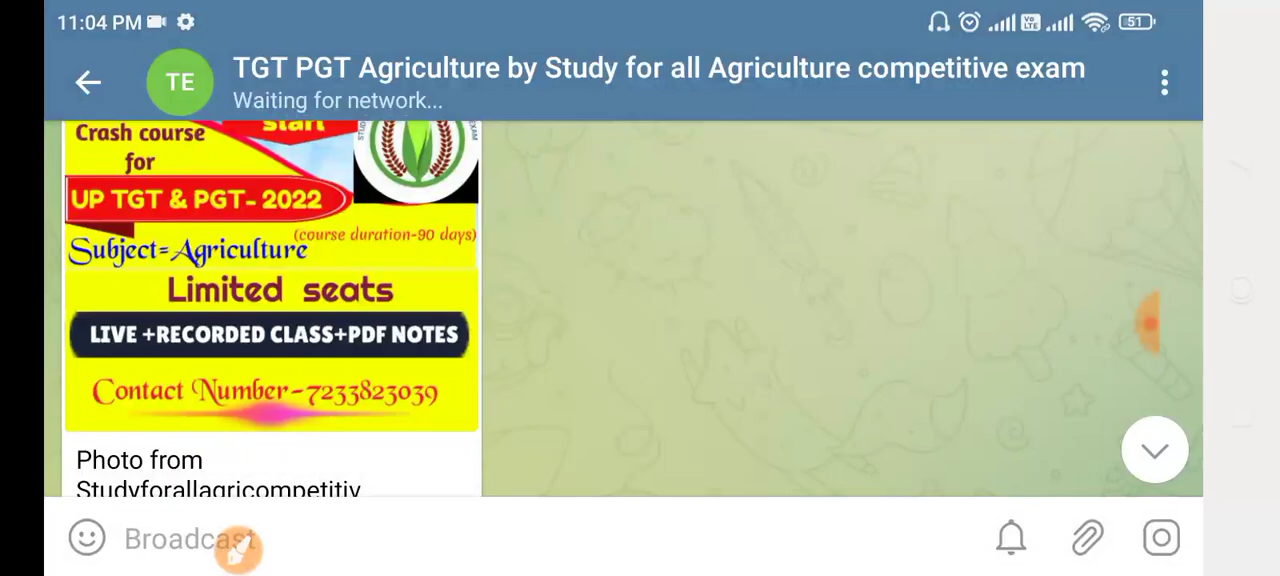 11:04 PM
51
TE
TGT PGT Agriculture by Study for all Agriculture competitive exam
Waiting for network...
start
Crash course
for
UP TGT & PGT- 2022
(course duration-90 days)
Subject=Agriculture
Limited seats
LIVE +RECORDED CLASS+PDF NOTES
Contact Number-7233823039
Photo from
Studyforallagricompetitiv
Broadcast